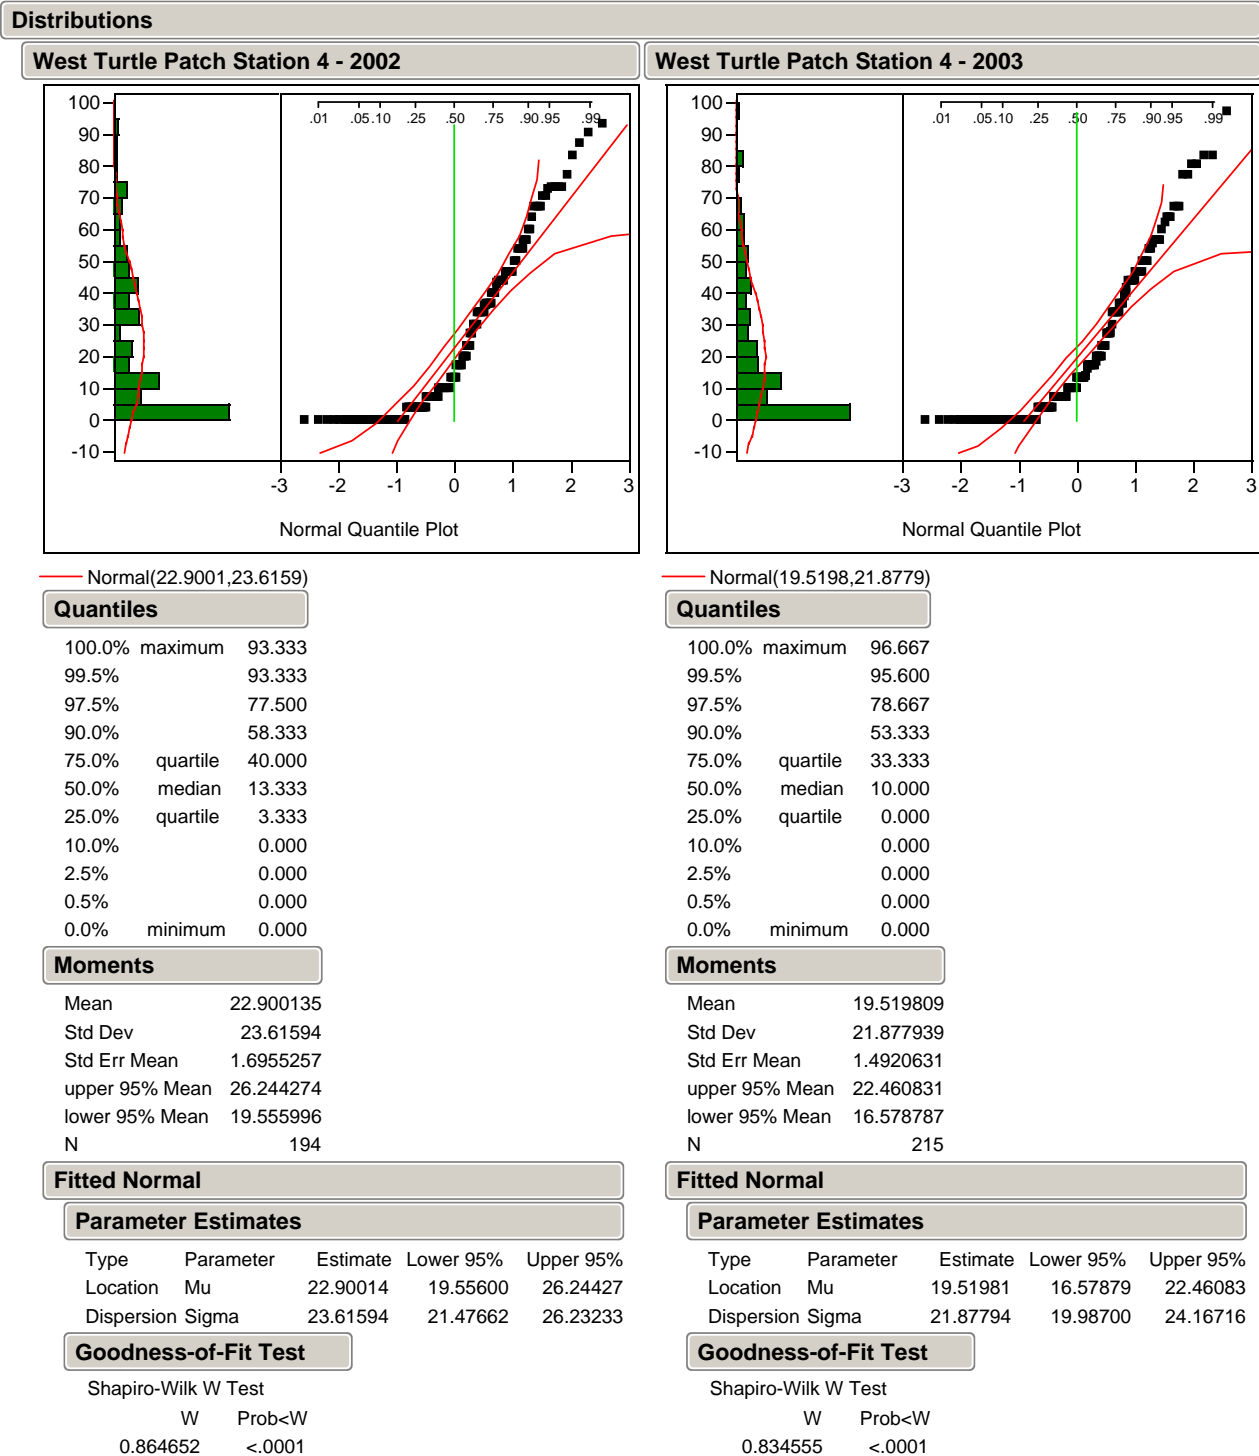 Distributions
West Turtle Patch Station 4 - 2002
100
90
80
70
60
50
40
30
20
10
0
-10
.01 .05 .10 .25 .50 .75 .90 .95 .99
-3 -2 -1 0 1 2 3
Normal Quantile Plot
Normal(22.9001,23.6159)
Quantiles
100.0% maximum 93.333
99.5% 93.333
97.5% 77.500
90.0% 58.333
75.0% quartile 40.000
50.0% median 13.333
25.0% quartile 3.333
10.0% 0.000
2.5% 0.000
0.5% 0.000
0.0% minimum 0.000
Moments
Mean 22.900135
Std Dev 23.61594
Std Err Mean 1.6955257
upper 95% Mean 26.244274
lower 95% Mean 19.555996
N 194
Fitted Normal
Parameter Estimates
Type Parameter Estimate Lower 95% Upper 95%
Location Mu 22.90014 19.55600 26.24427
Dispersion Sigma 23.61594 21.47662 26.23233
Goodness-of-Fit Test
Shapiro-Wilk W Test
W Prob<W
0.864652 <.0001
West Turtle Patch Station 4 - 2003
100
90
80
70
60
50
40
30
20
10
0
-10
.01 .05 .10 .25 .50 .75 .90 .95 .99
-3 -2 -1 0 1 2 3
Normal Quantile Plot
Normal(19.5198,21.8779)
Quantiles
100.0% maximum 96.667
99.5% 95.600
97.5% 78.667
90.0% 53.333
75.0% quartile 33.333
50.0% median 10.000
25.0% quartile 0.000
10.0% 0.000
2.5% 0.000
0.5% 0.000
0.0% minimum 0.000
Moments
Mean 19.519809
Std Dev 21.877939
Std Err Mean 1.4920631
upper 95% Mean 22.460831
lower 95% Mean 16.578787
N 215
Fitted Normal
Parameter Estimates
Type Parameter Estimate Lower 95% Upper 95%
Location Mu 19.51981 16.57879 22.46083
Dispersion Sigma 21.87794 19.98700 24.16716
Goodness-of-Fit Test
Shapiro-Wilk W Test
W Prob<W
0.834555 <.0001